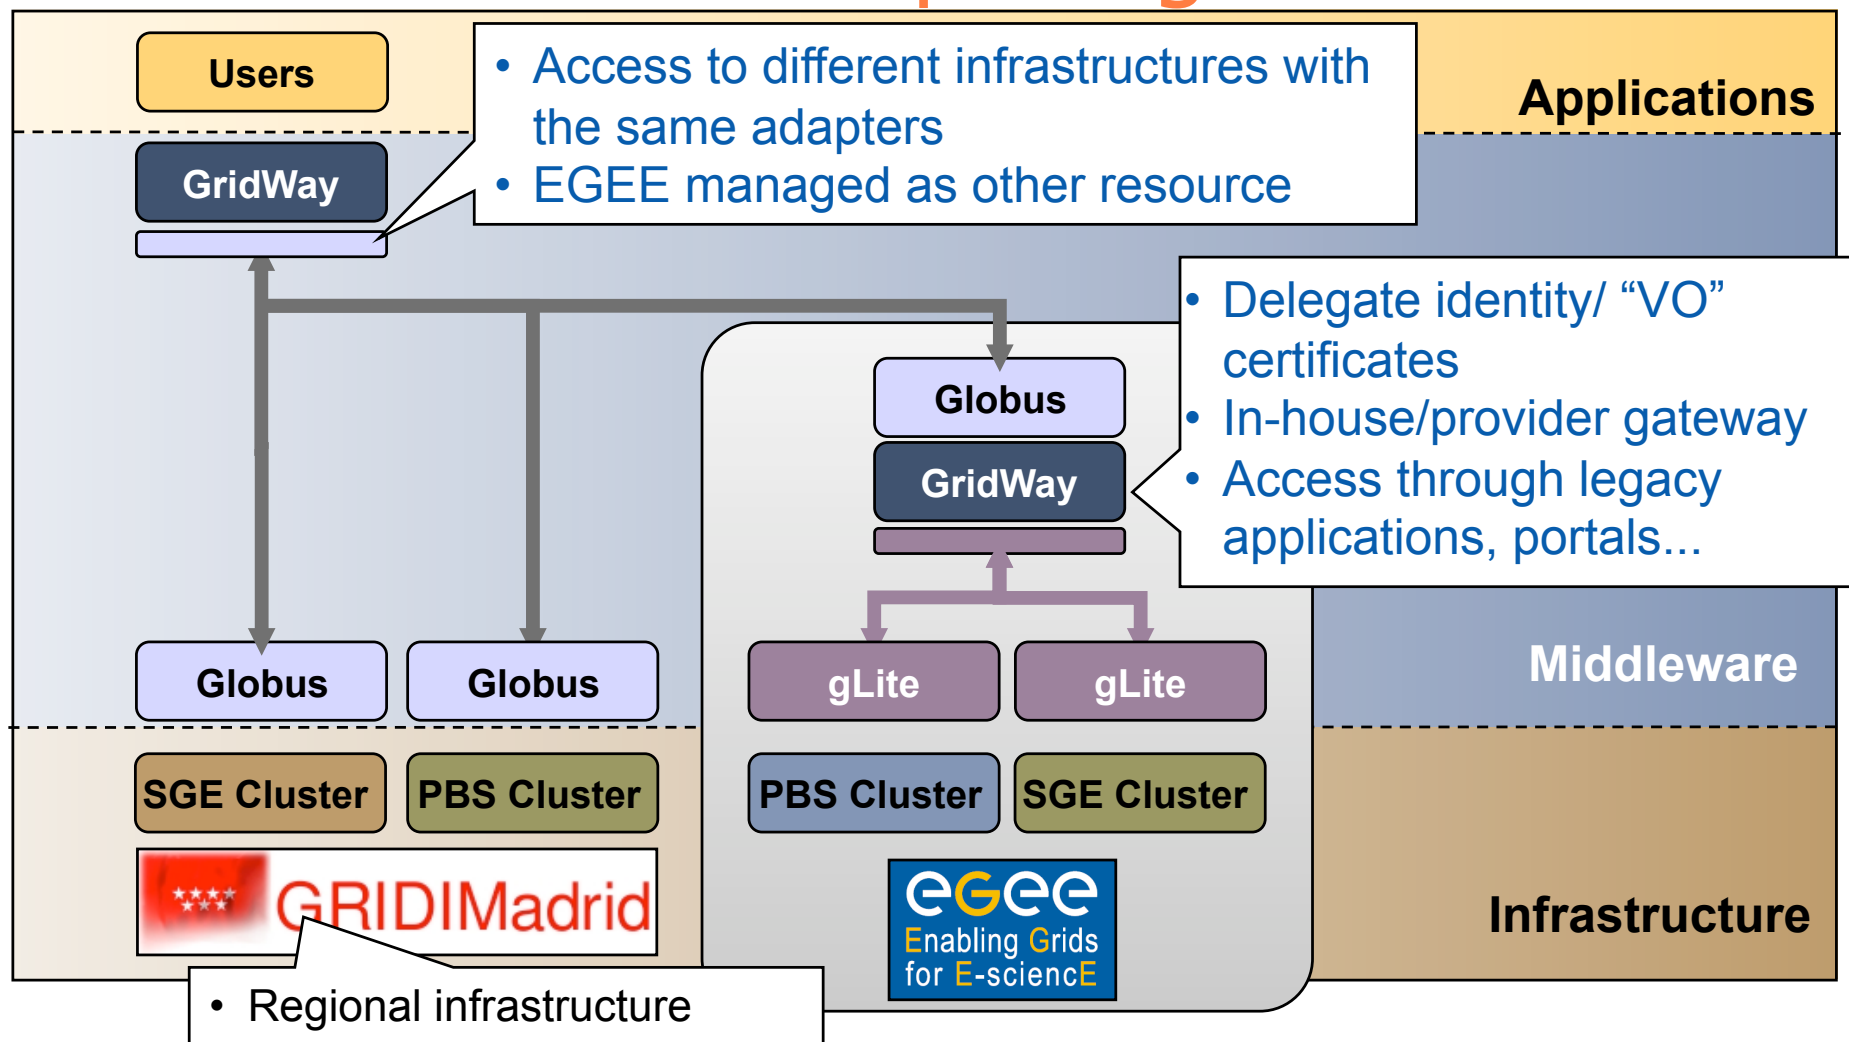 Users
• Access to different infrastructures with
the same adapters
• EGEE managed as other resource
Applications
GridWay
• Delegate identity/ “VO”
certificates
• In-house/provider gateway
• Access through legacy
applications, portals...
Globus
GridWay
Globus
Globus
gLite
gLite
Middleware
SGE Cluster
PBS Cluster
PBS Cluster
SGE Cluster
GRIDIMadrid
eGee
Enabling Grids
for E-sciencE
Infrastructure
• Regional infrastructure